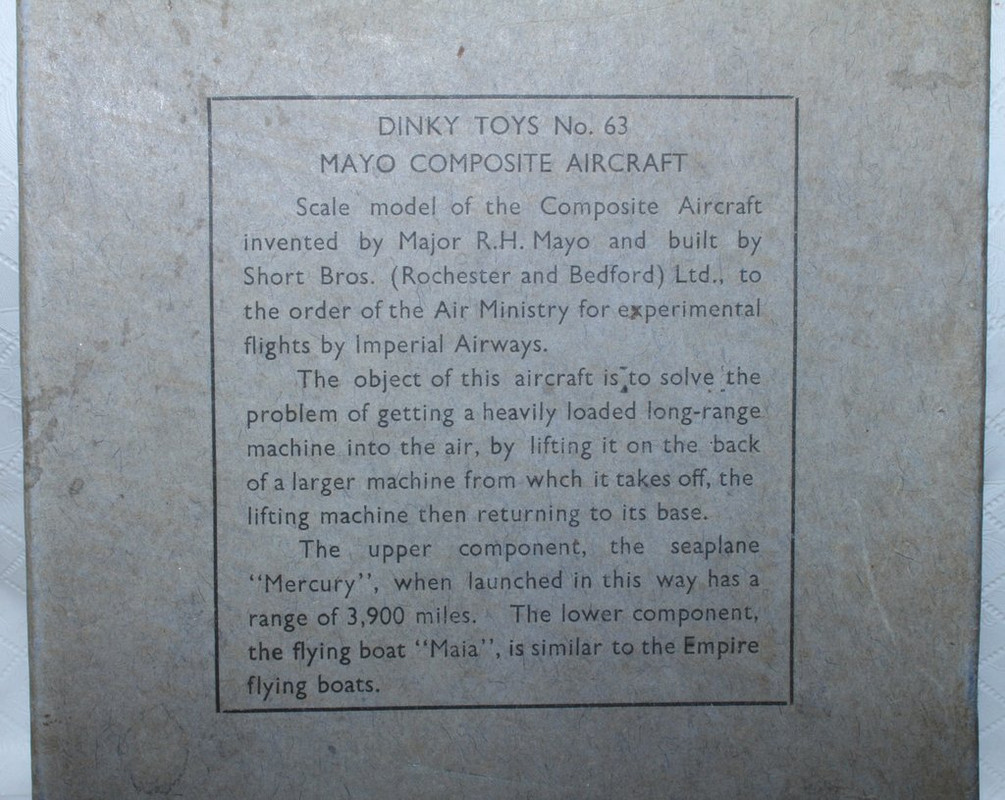 DINKY TOYS No. 63
MAYO COMPOSITE AIRCRAFT
Scale model of the Composite Aircraft
invented by Major R.H. Mayo and built by
Short Bros. (Rochester and Bedford) Ltd., to
the order of the Air Ministry for experimental
flights by Imperial Airways.
The object of this aircraft is to solve the
problem of getting a heavily loaded long-range
machine into the air, by lifting it on the back
of a larger machine from whch it takes off, the
lifting machine then returning to its base.
The upper component, the seaplane
“Mercury”, when launched in this way has a
range of 3,900 miles. The lower component,
the flying boat “Maia”, is similar to the Empire
flying boats.